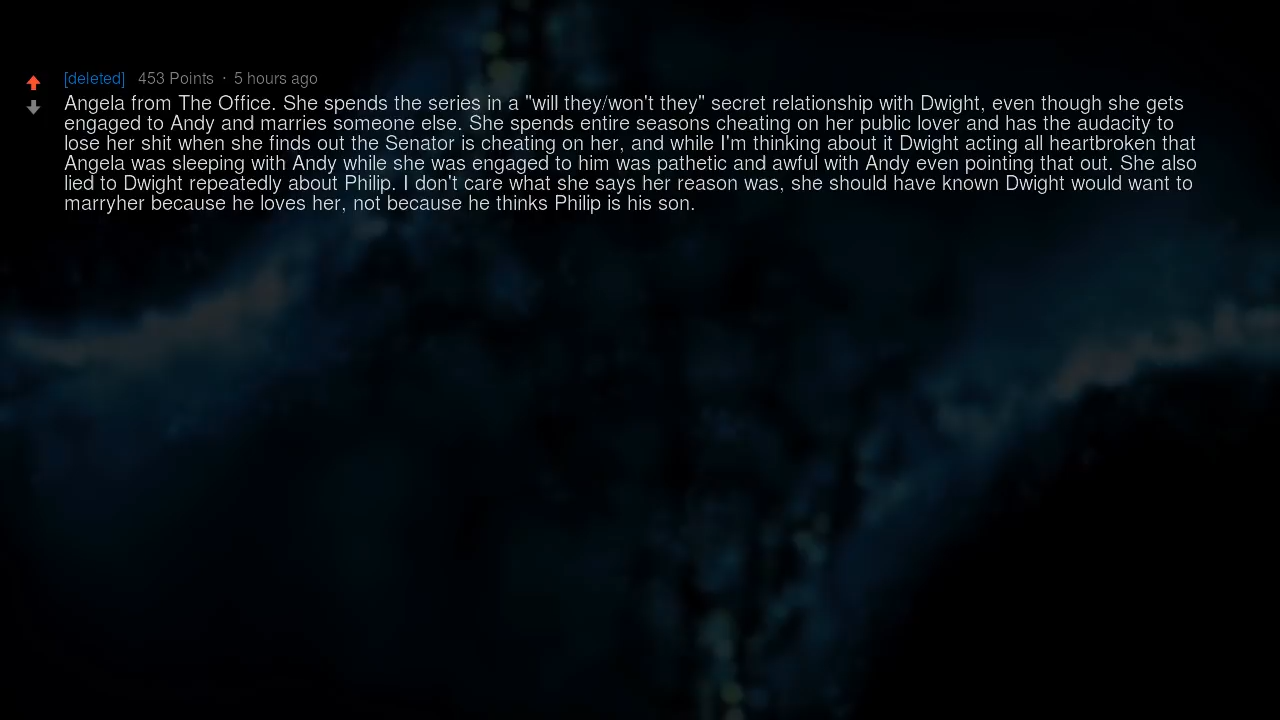 [deleted] 453 Points · 5 hours ago
Angela from The Office. She spends the series in a "will they/won't they" secret relationship with Dwight, even though she gets
engaged to Andy and marries someone else. She spends entire seasons cheating on her public lover and has the audacity to
lose her shit when she finds out the Senator is cheating on her, and while I'm thinking about it Dwight acting all heartbroken that
Angela was sleeping with Andy while she was engaged to him was pathetic and awful with Andy even pointing that out. She also
lied to Dwight repeatedly about Philip. I don't care what she says her reason was, she should have known Dwight would want to
marryher because he loves her, not because he thinks Philip is his son.